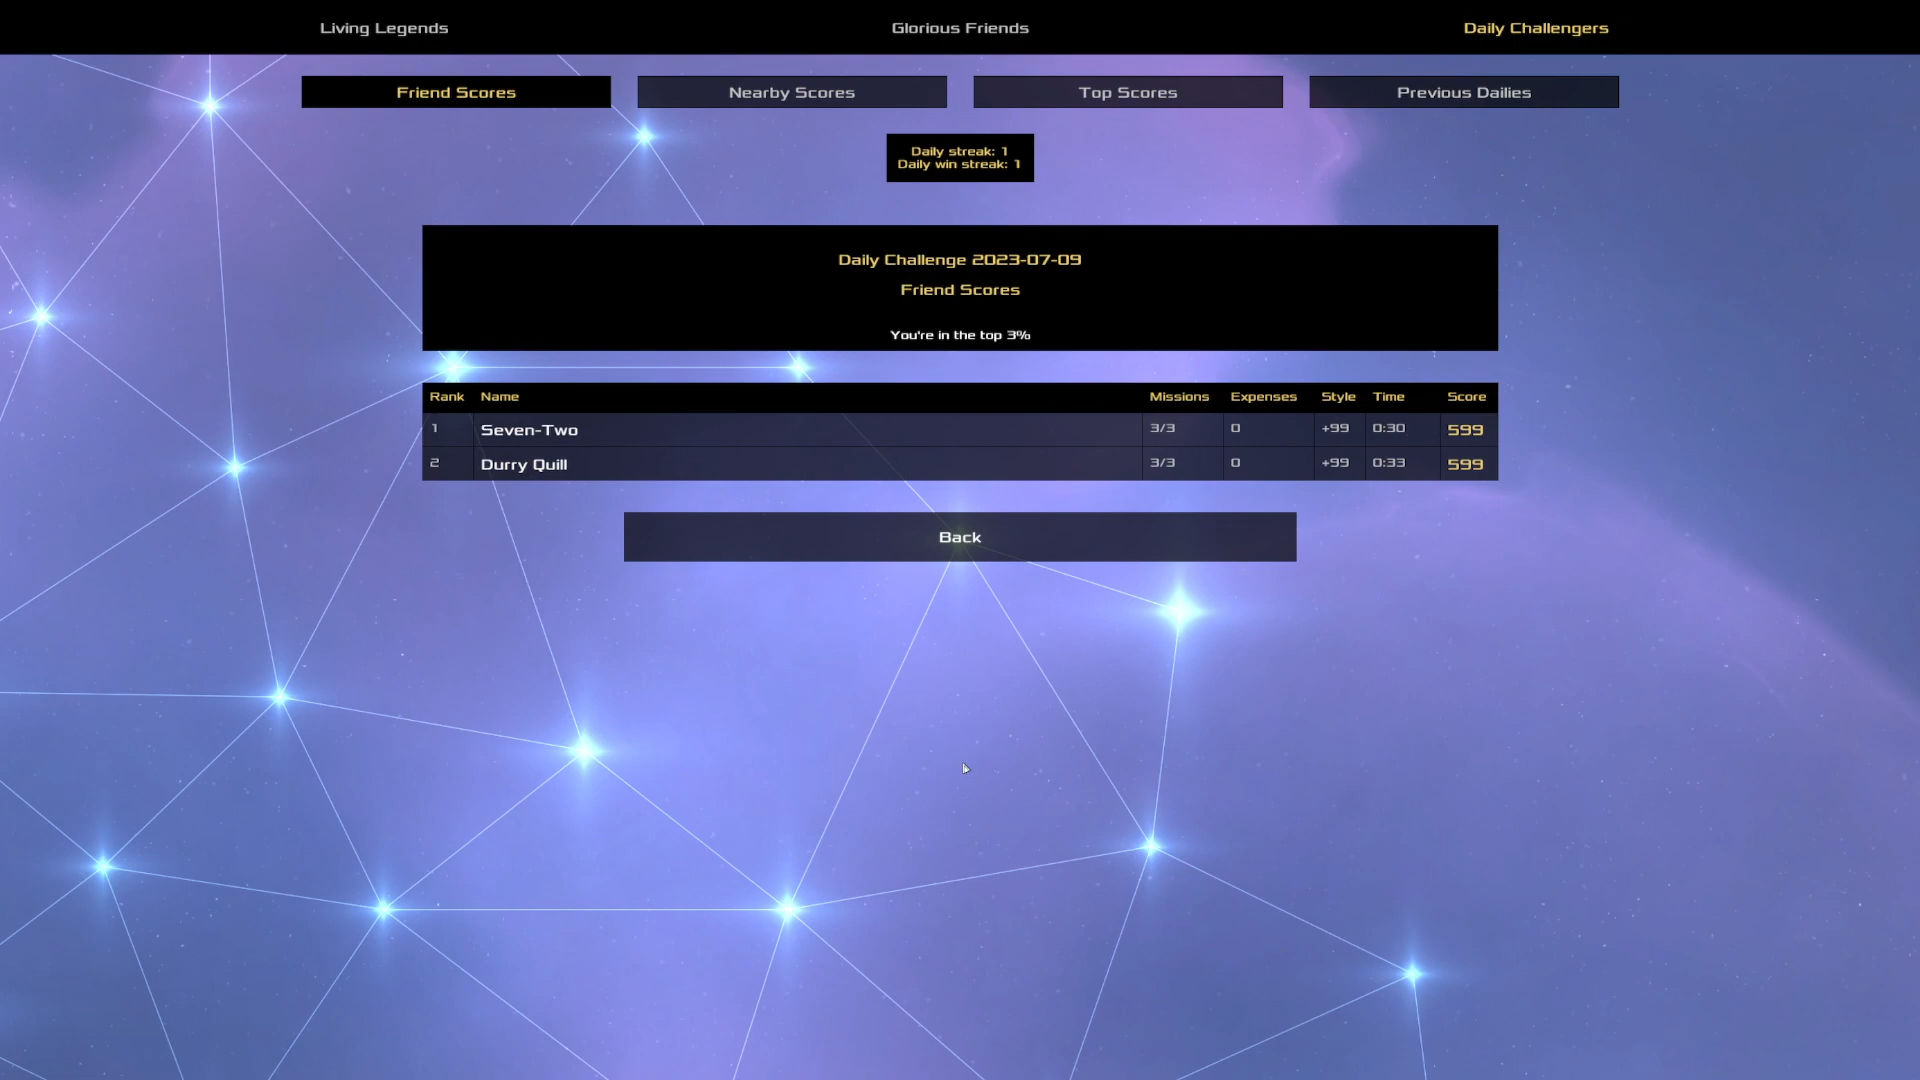 Living Legends Glorious Friends Daily Challengers
Friend Scores Nearby Scores Top Scores Previous Dailies
Daily streak: 1
Daily win streak: 1
Daily Challenge 2023-07-09
Friend Scores
You're in the top 3%
Rank Name Missions Expenses Style Time Score
1 Seven-Two 3/3 0 +99 0:30 599
2 Durry Quill 3/3 0 +99 0:33 599
Back